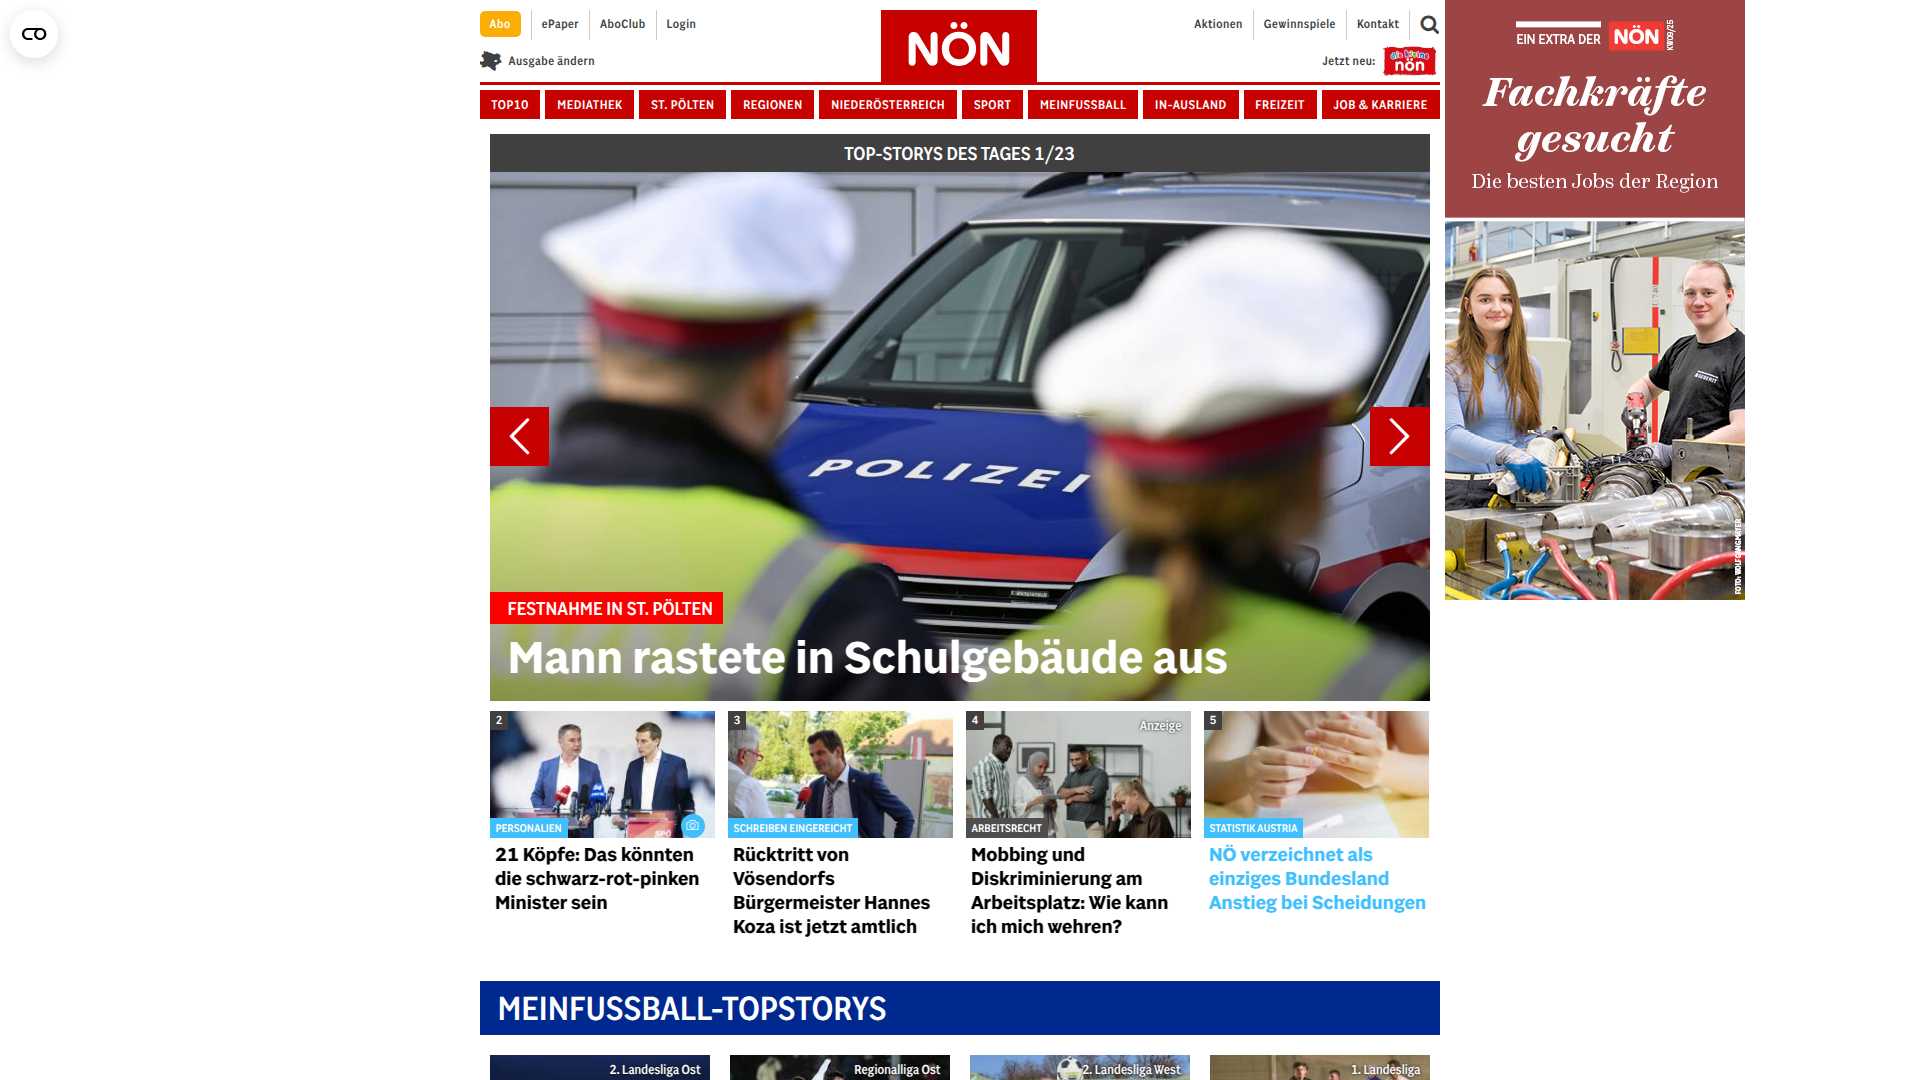 Abo
ePaper
AboClub
Login
NÖN
Aktionen
Gewinnspiele
Kontakt
Ausgabe ändern
Jetzt neu:
die kleine
nön
TOP10
MEDIATHEK
ST. PÖLTEN
REGIONEN
NIEDERÖSTERREICH
SPORT
MEINFUSSBALL
IN-AUSLAND
FREIZEIT
JOB & KARRIERE
TOP-STORYS DES TAGES 1/23
POLIZEI
FESTNAHME IN ST. PÖLTEN
Mann rastete in Schulgebäude aus
2
SPÖ
PERSONALIEN
21 Köpfe: Das könnten
die schwarz-rot-pinken
Minister sein
3
SCHREIBEN EINGEREICHT
Rücktritt von
Vösendorfs
Bürgermeister Hannes
Koza ist jetzt amtlich
4
Anzeige
ARBEITSRECHT
Mobbing und
Diskriminierung am
Arbeitsplatz: Wie kann
ich mich wehren?
5
STATISTIK AUSTRIA
NÖ verzeichnet als
einziges Bundesland
Anstieg bei Scheidungen
MEINFUSSBALL-TOPSTORYS
2. Landesliga Ost
Regionalliga Ost
2. Landesliga West
1. Landesliga
EIN EXTRA DER NÖN
KW09/25
Fachkräfte
gesucht
Die besten Jobs der Region